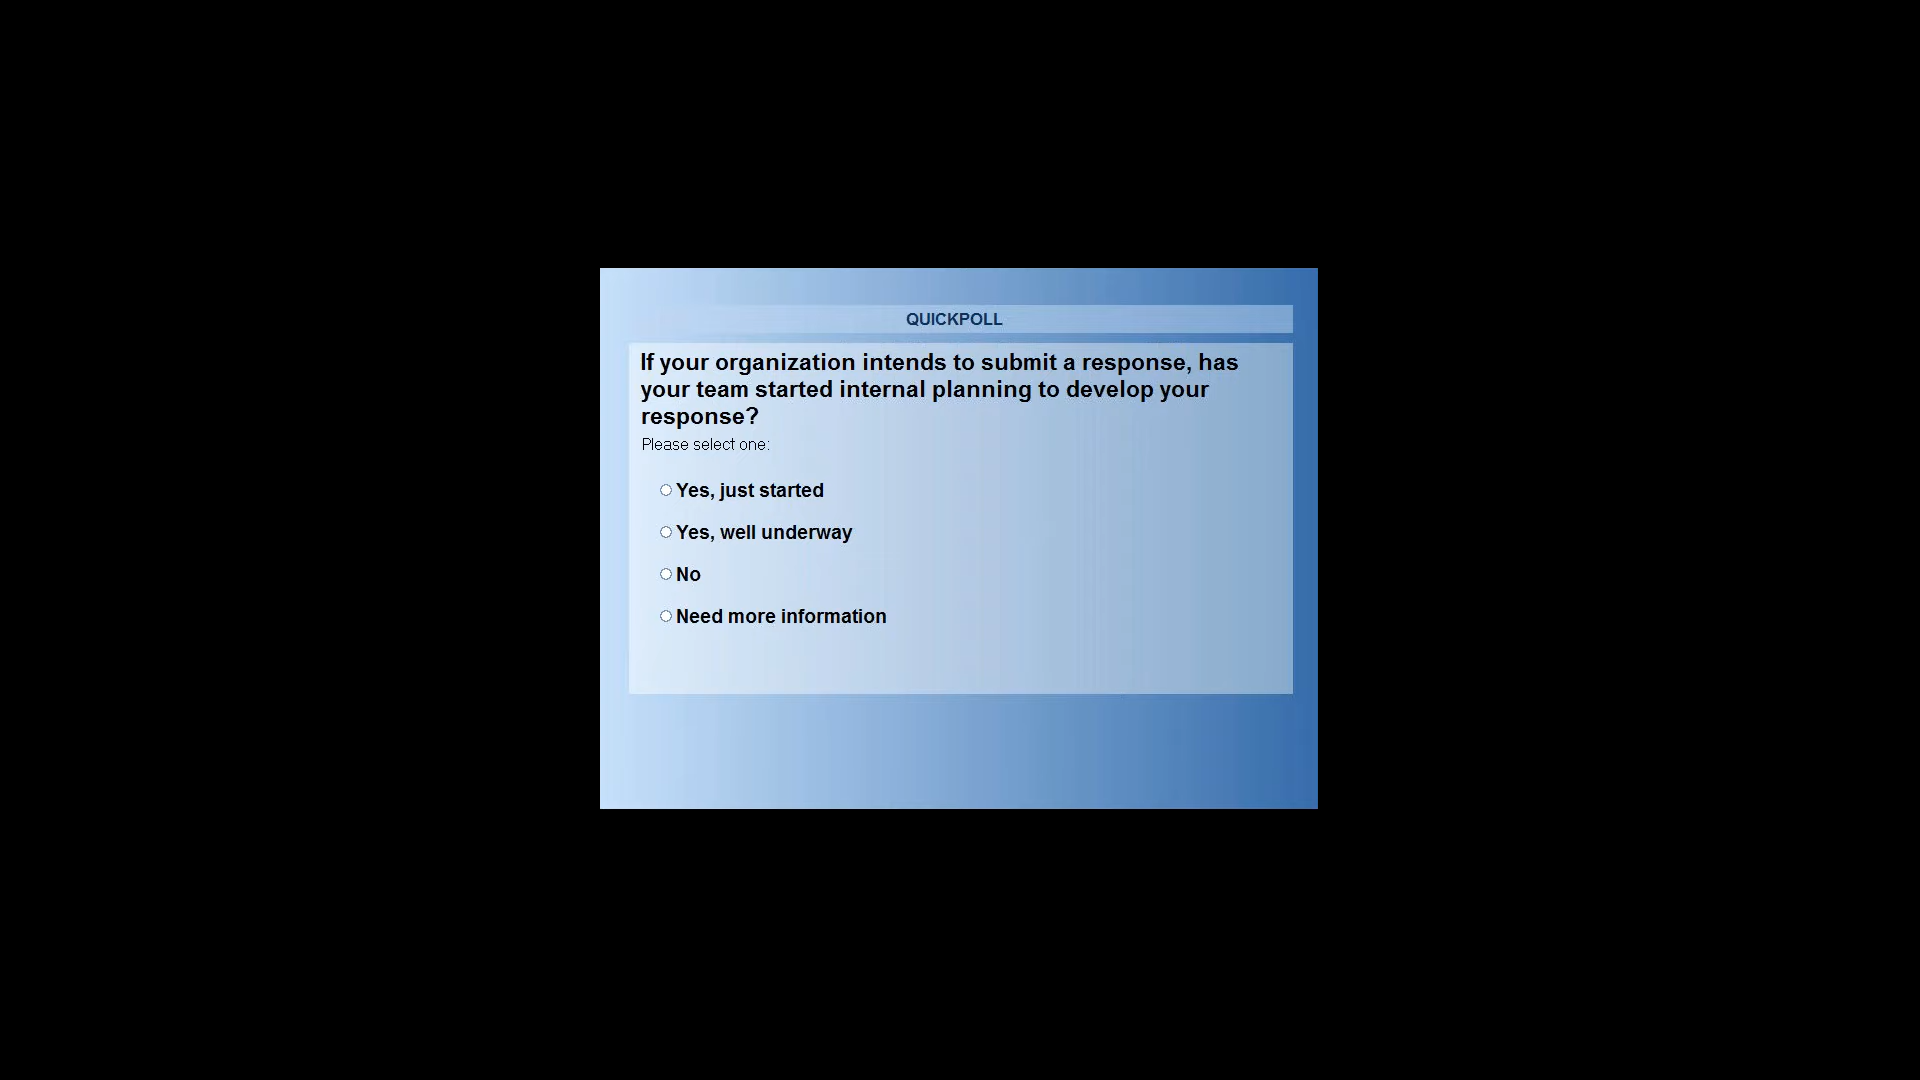 QUICKPOLL
If your organization intends to submit a response, has
your team started internal planning to develop your
response?
Please select one:
Yes, just started
Yes, well underway
No
Need more information